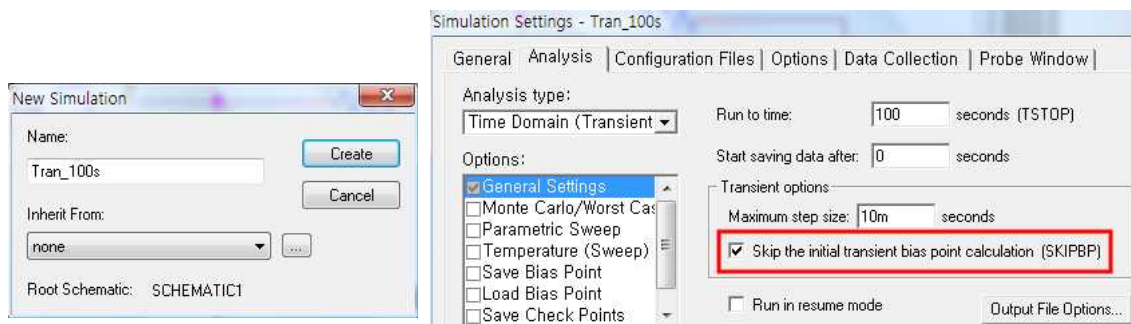 New Simulation
Name:
Tran_100s
Create
Cancel
Inherit From:
none
...
Root Schematic: SCHEMATIC1
Simulation Settings - Tran_100s
General Analysis Configuration Files Options Data Collection Probe Window
Analysis type:
Time Domain (Transient
Options:
General Settings
Monte Carlo/Worst Cas
Parametric Sweep
Temperature (Sweep)
Save Bias Point
Load Bias Point
Save Check Points
Run to time: 100 seconds (TSTOP)
Start saving data after: 0 seconds
Transient options
Maximum step size: 10m seconds
Skip the initial transient bias point calculation (SKIPBP)
Run in resume mode
Output File Options...